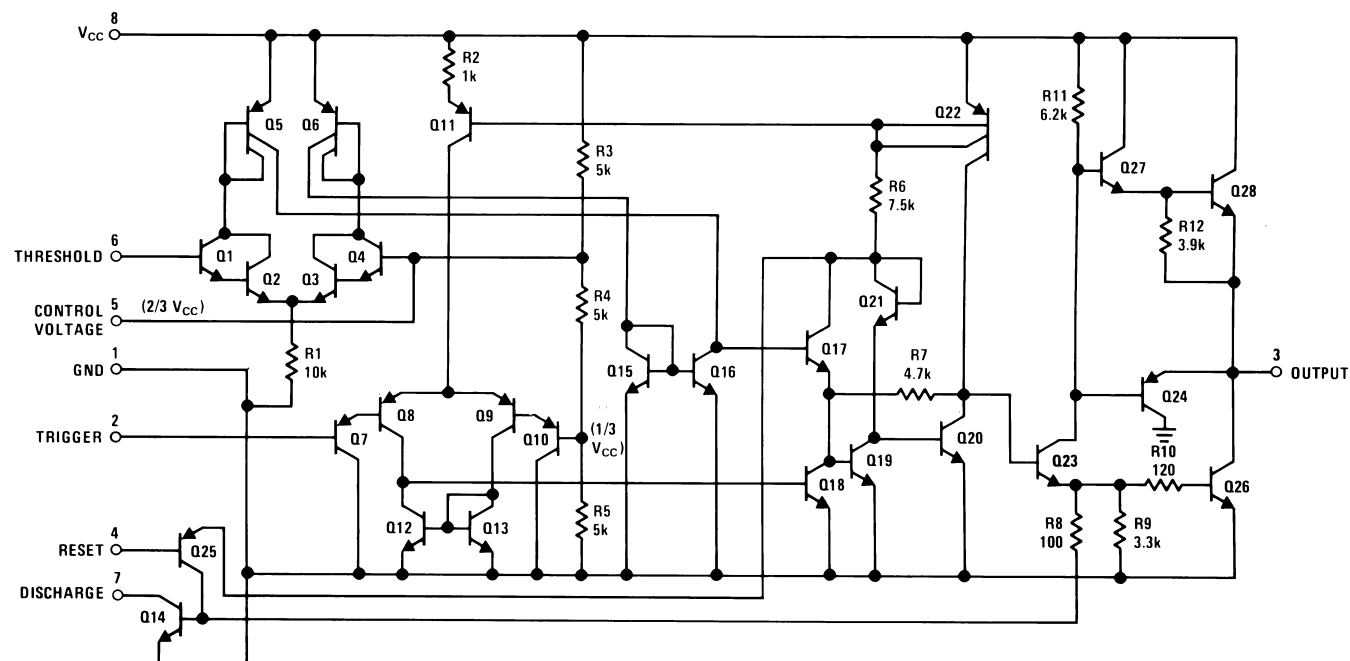 8
VCC
R2
1k
Q5
Q6
Q11
R3
5k
Q22
R11
6.2k
Q27
Q28
R6
7.5k
R12
3.9k
6
THRESHOLD
Q1
Q2
Q3
Q4
5
CONTROL
VOLTAGE
(2/3 VCC)
R4
5k
Q21
1
GND
R1
10k
Q15
Q16
Q17
R7
4.7k
3
OUTPUT
2
TRIGGER
Q7
Q8
Q9
Q10
(1/3
VCC)
Q18
Q19
Q20
Q23
Q24
R10
120
Q26
4
RESET
Q25
Q12
Q13
R5
5k
R8
100
R9
3.3k
7
DISCHARGE
Q14